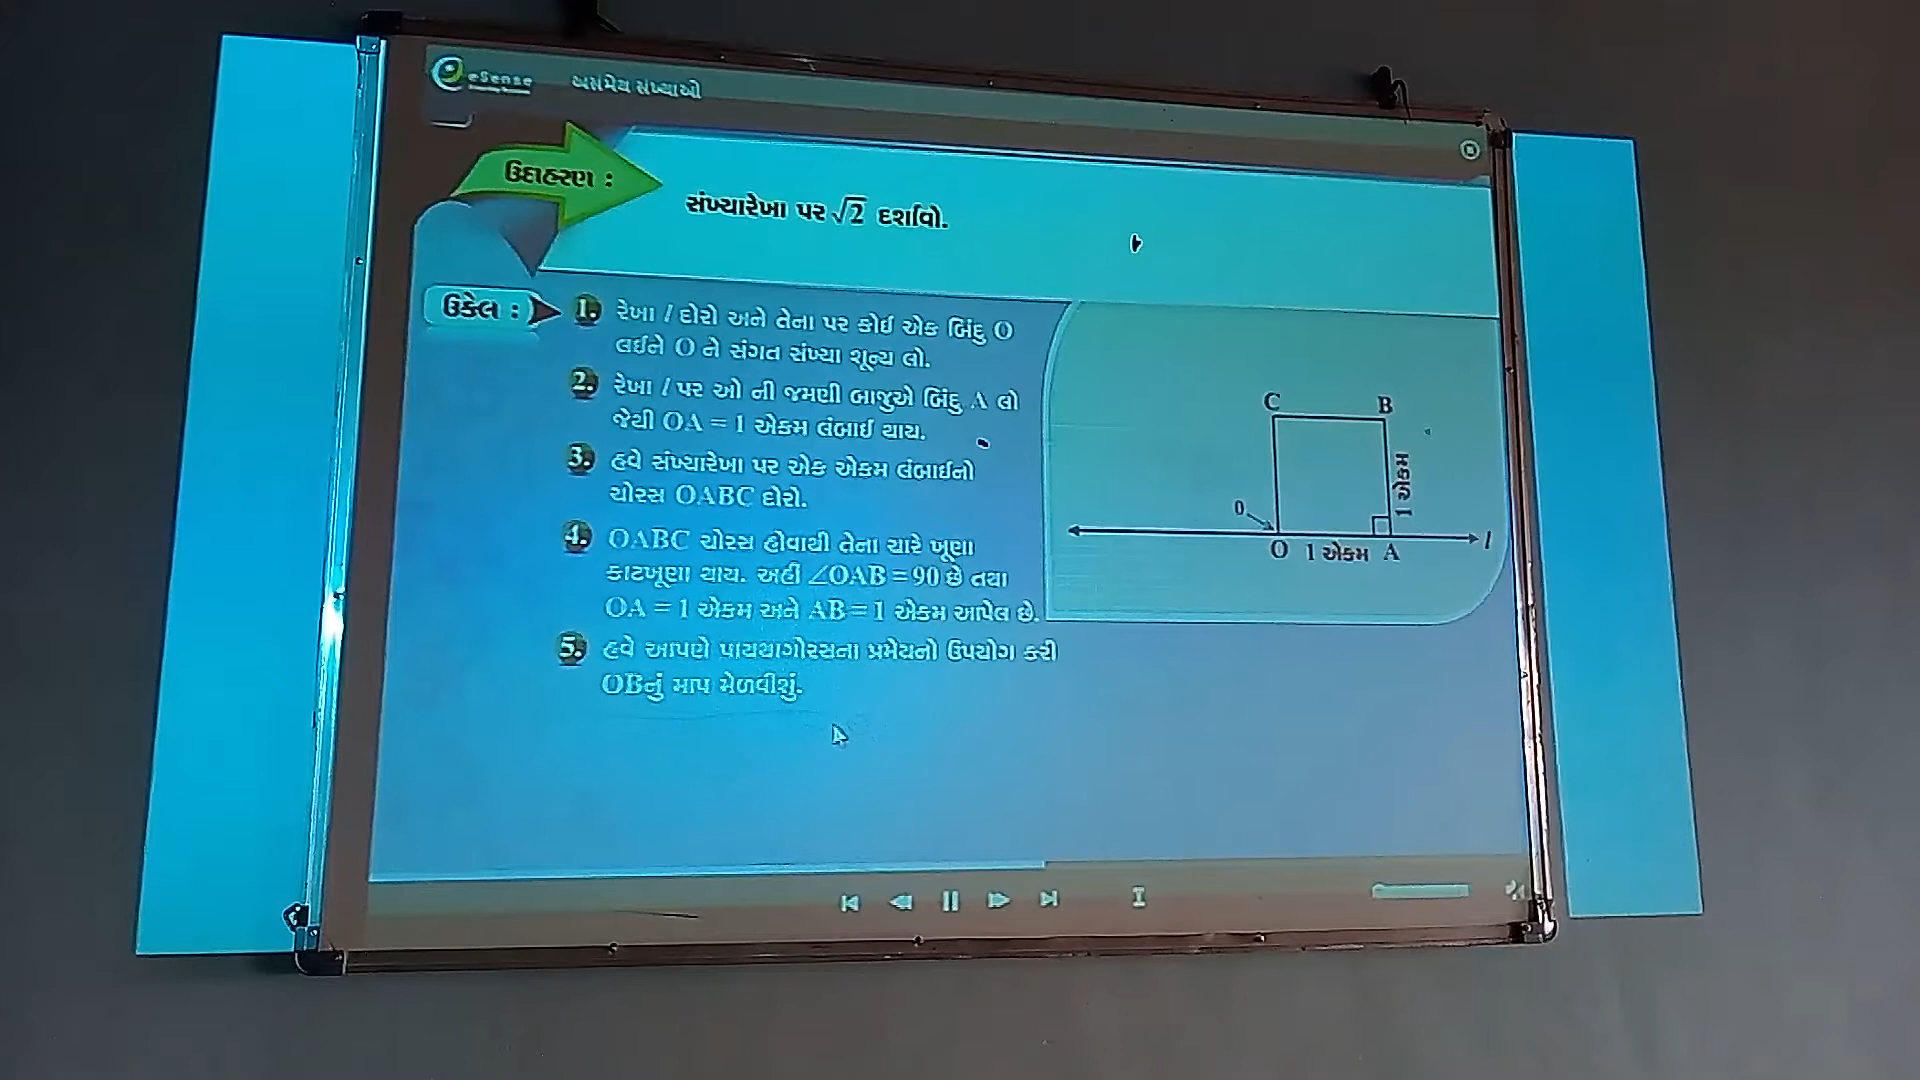 eSense
અસંમેય સંખ્યાઓ
ઉદાહરણ :
સંખ્યારેખા પર √2 દર્શાવો.
ઉકેલ :
1. રેખા l દોરો અને તેના પર કોઈ એક બિંદુ O
લઈને O ને સંગત સંખ્યા શૂન્ય લો.
2. રેખા l પર ઓ ની જમણી બાજુએ બિંદુ A લો
જેથી OA = 1 એકમ લંબાઈ થાય.
3. હવે સંખ્યારેખા પર એક એકમ લંબાઈનો
ચોરસ OABC દોરો.
4. OABC ચોરસ હોવાથી તેના ચારે ખૂણા
કાટખૂણા થાય. અહીં ∠OAB = 90 છે તથા
OA = 1 એકમ અને AB = 1 એકમ આપેલ છે.
5. હવે આપણે પાયથાગોરસના પ્રમેયનો ઉપયોગ કરી
OBનું માપ મેળવીશું.
C B
1 એકમ
0
O 1 એકમ A l